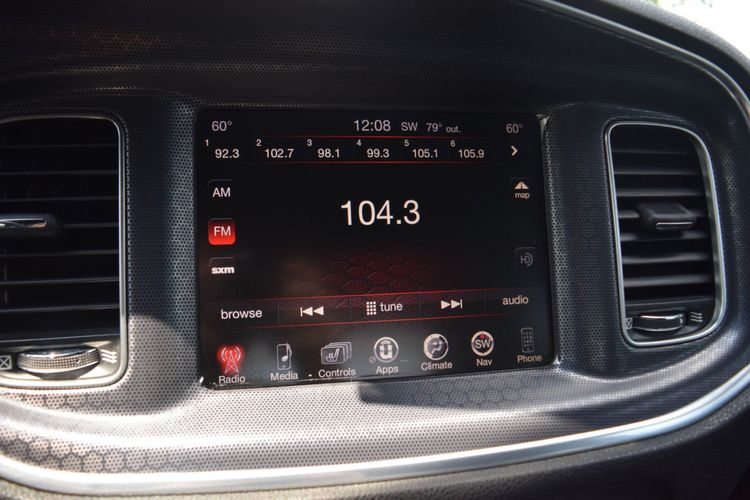 60° 12:08 SW 79° out. 60°
1 92.3 2 102.7 3 98.1 4 99.3 5 105.1 6 105.9
AM
104.3
map
FM
HD
sxm
browse tune audio
Radio Media Controls Apps Climate SW Nav Phone